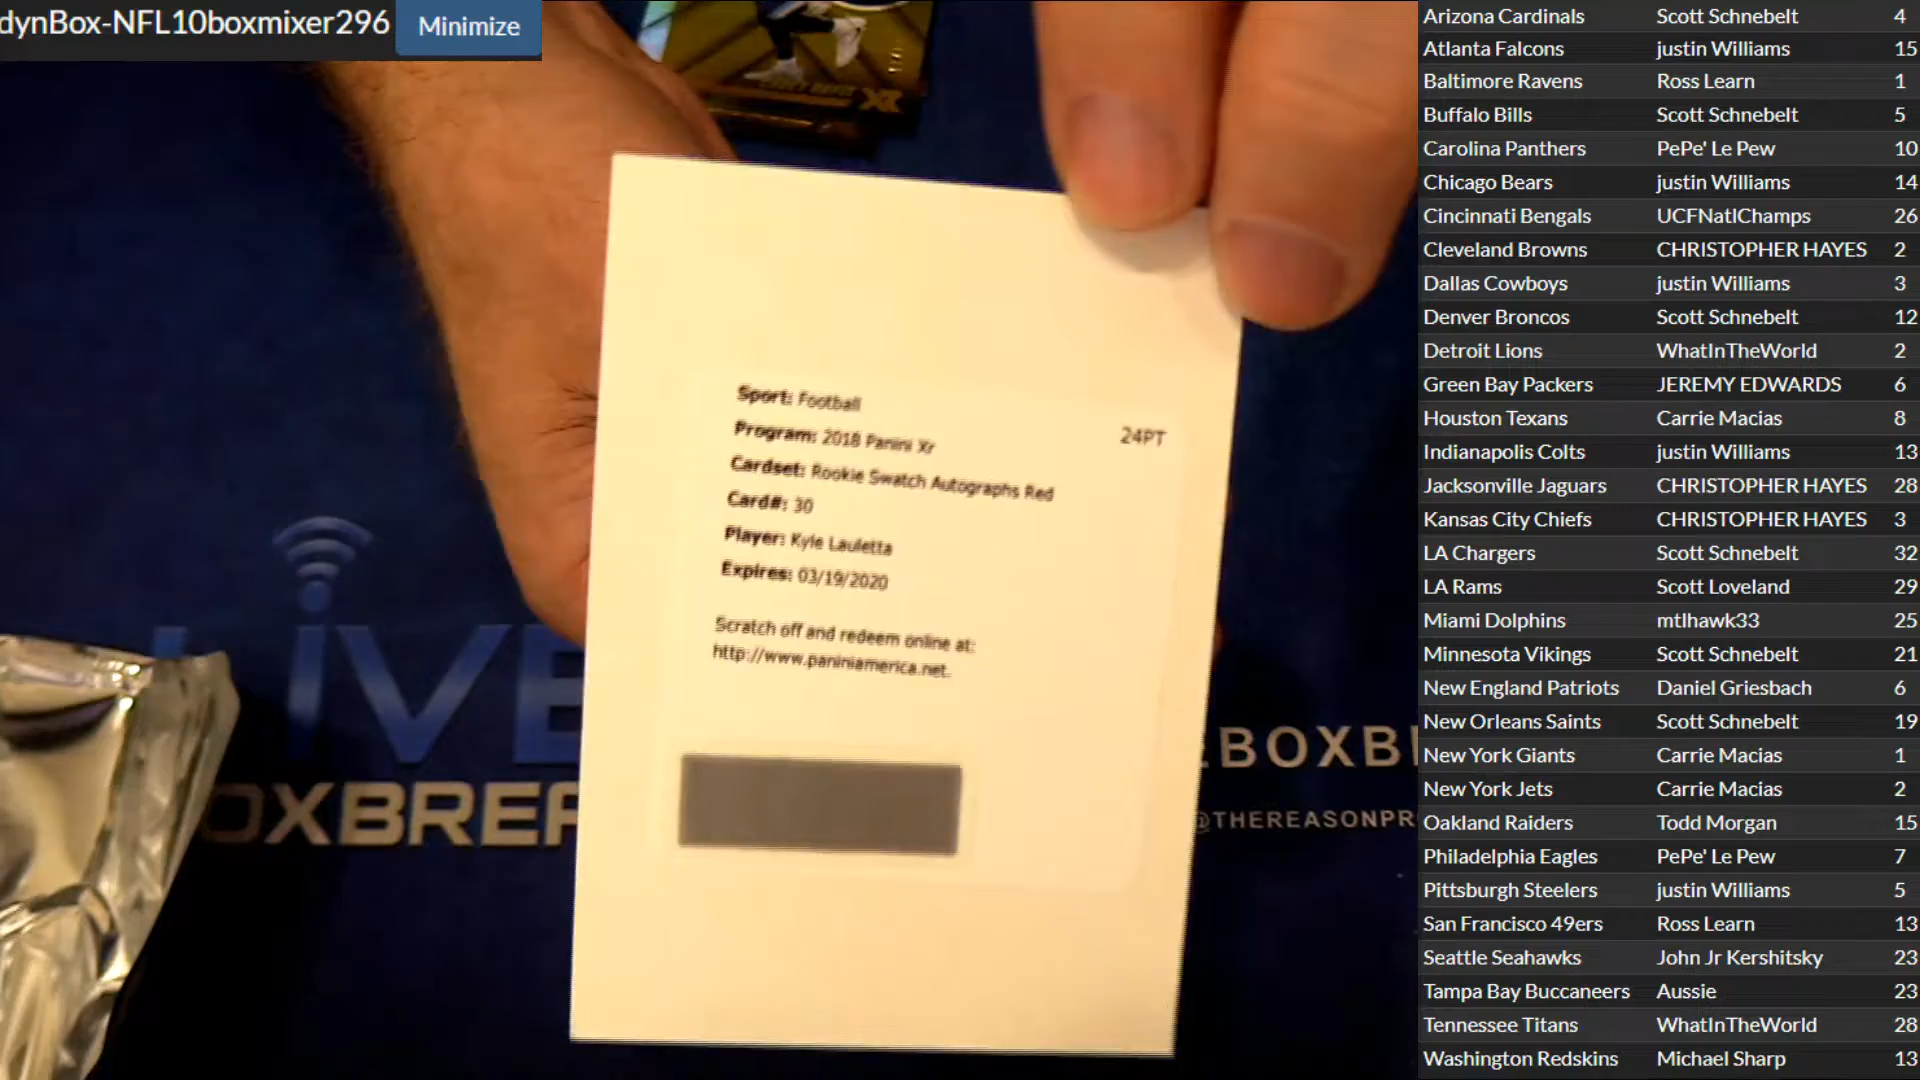 dynBox-NFL10boxmixer296
Minimize
XR
Sport: Football
24PT
Program: 2018 Panini Xr
Cardset: Rookie Swatch Autographs Red
Card#: 30
Player: Kyle Lauletta
Expires: 03/19/2020
Scratch off and redeem online at:
http://www.paniniamerica.net.
LIVE
OXBREA
EBOXBR
@THEREASONPR
Arizona Cardinals Scott Schnebelt 4
Atlanta Falcons justin Williams 15
Baltimore Ravens Ross Learn 1
Buffalo Bills Scott Schnebelt 5
Carolina Panthers PePe' Le Pew 10
Chicago Bears justin Williams 14
Cincinnati Bengals UCFNatlChamps 26
Cleveland Browns CHRISTOPHER HAYES 2
Dallas Cowboys justin Williams 3
Denver Broncos Scott Schnebelt 12
Detroit Lions WhatInTheWorld 2
Green Bay Packers JEREMY EDWARDS 6
Houston Texans Carrie Macias 8
Indianapolis Colts justin Williams 13
Jacksonville Jaguars CHRISTOPHER HAYES 28
Kansas City Chiefs CHRISTOPHER HAYES 3
LA Chargers Scott Schnebelt 32
LA Rams Scott Loveland 29
Miami Dolphins mtlhawk33 25
Minnesota Vikings Scott Schnebelt 21
New England Patriots Daniel Griesbach 6
New Orleans Saints Scott Schnebelt 19
New York Giants Carrie Macias 1
New York Jets Carrie Macias 2
Oakland Raiders Todd Morgan 15
Philadelphia Eagles PePe' Le Pew 7
Pittsburgh Steelers justin Williams 5
San Francisco 49ers Ross Learn 13
Seattle Seahawks John Jr Kershitsky 23
Tampa Bay Buccaneers Aussie 23
Tennessee Titans WhatInTheWorld 28
Washington Redskins Michael Sharp 13